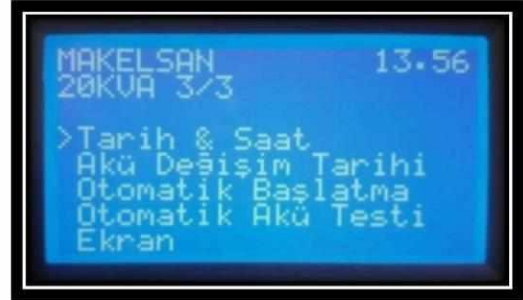 MAKELSAN 13.56
20KVA 3/3
>Tarih & Saat
Akü Değişim Tarihi
Otomatik Başlatma
Otomatik Akü Testi
Ekran